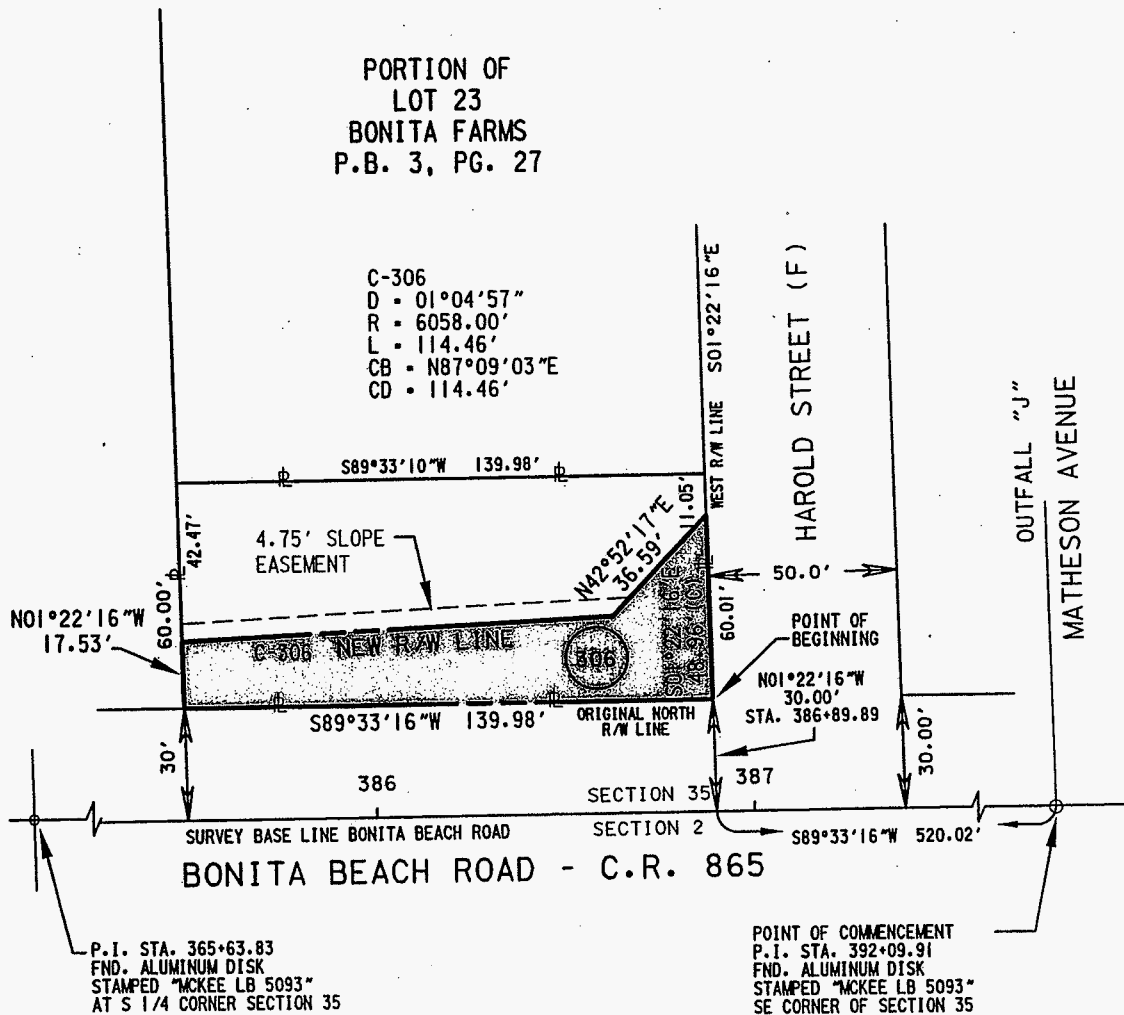 PORTION OF
LOT 23
BONITA FARMS
P.B. 3, PG. 27
C-306
D = 01°04'57"
R = 6058.00'
L = 114.46'
CB = N87°09'03"E
CD = 114.46'
WEST R/W LINE S01°22'16"E
HAROLD STREET (F)
OUTFALL "J"
MATHESON AVENUE
S89°33'10"W 139.98'
42.47'
4.75' SLOPE
EASEMENT
N42°52'17"E
36.59'
11.05'
50.0'
N01°22'16"W
17.53'
60.00'
C-306 NEW R/W LINE
306
S01°22'16"E
48.96 (C)
60.01'
POINT OF
BEGINNING
N01°22'16"W
30.00'
STA. 386+89.89
S89°33'16"W 139.98'
ORIGINAL NORTH
R/W LINE
30'
30.00'
386
SECTION 35
387
SURVEY BASE LINE BONITA BEACH ROAD
SECTION 2
S89°33'16"W 520.02'
BONITA BEACH ROAD - C.R. 865
P.I. STA. 365+63.83
FND. ALUMINUM DISK
STAMPED "MCKEE LB 5093"
AT S 1/4 CORNER SECTION 35
POINT OF COMMENCEMENT
P.I. STA. 392+09.91
FND. ALUMINUM DISK
STAMPED "MCKEE LB 5093"
SE CORNER OF SECTION 35